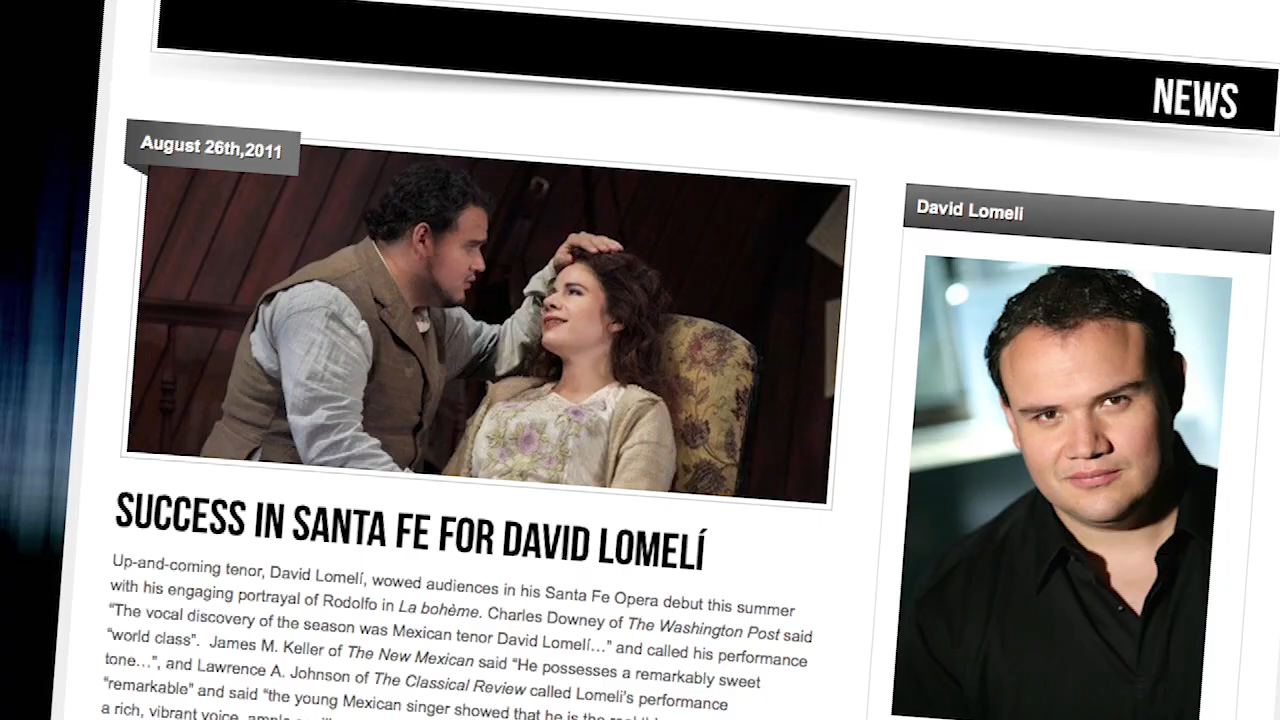 NEWS
August 26th,2011
David Lomeli
SUCCESS IN SANTA FE FOR DAVID LOMELÍ
Up-and-coming tenor, David Lomelí, wowed audiences in his Santa Fe Opera debut this summer
with his engaging portrayal of Rodolfo in La bohème. Charles Downey of The Washington Post said
“The vocal discovery of the season was Mexican tenor David Lomelí…” and called his performance
“world class”.  James M. Keller of The New Mexican said “He possesses a remarkably sweet
tone…”, and Lawrence A. Johnson of The Classical Review called Lomeli’s performance
“remarkable” and said “the young Mexican singer showed that he is the
a rich, vibrant voice,